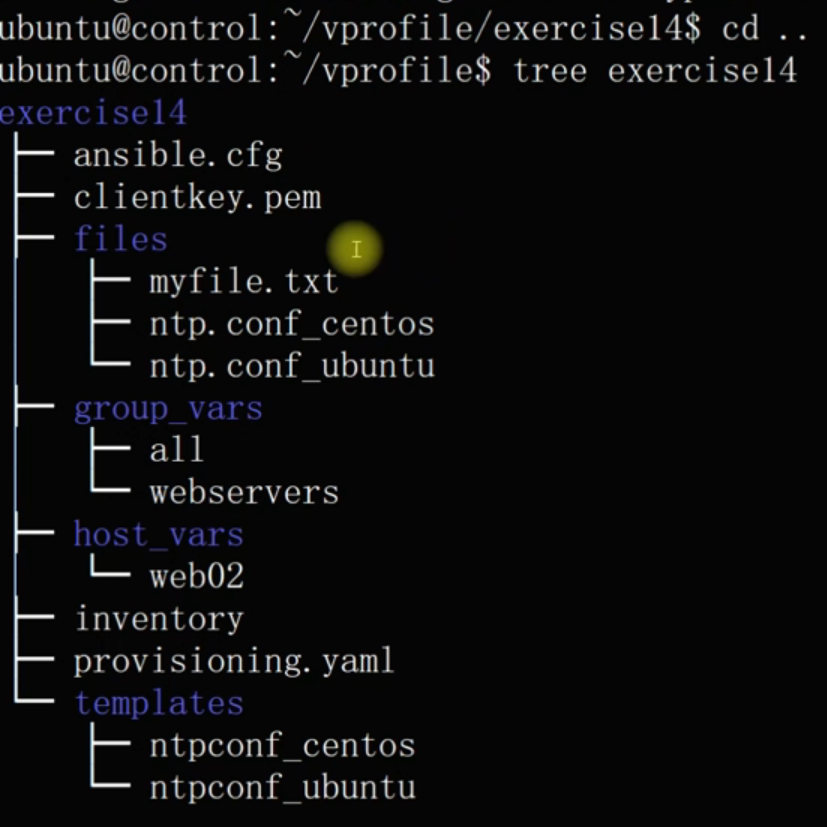 ubuntu@control:~/vprofile/exercise14$ cd ..
ubuntu@control:~/vprofile$ tree exercise14
exercise14
├── ansible.cfg
├── clientkey.pem
├── files
│   ├── myfile.txt
│   ├── ntp.conf_centos
│   └── ntp.conf_ubuntu
├── group_vars
│   ├── all
│   └── webservers
├── host_vars
│   └── web02
├── inventory
├── provisioning.yaml
└── templates
    ├── ntpconf_centos
    └── ntpconf_ubuntu